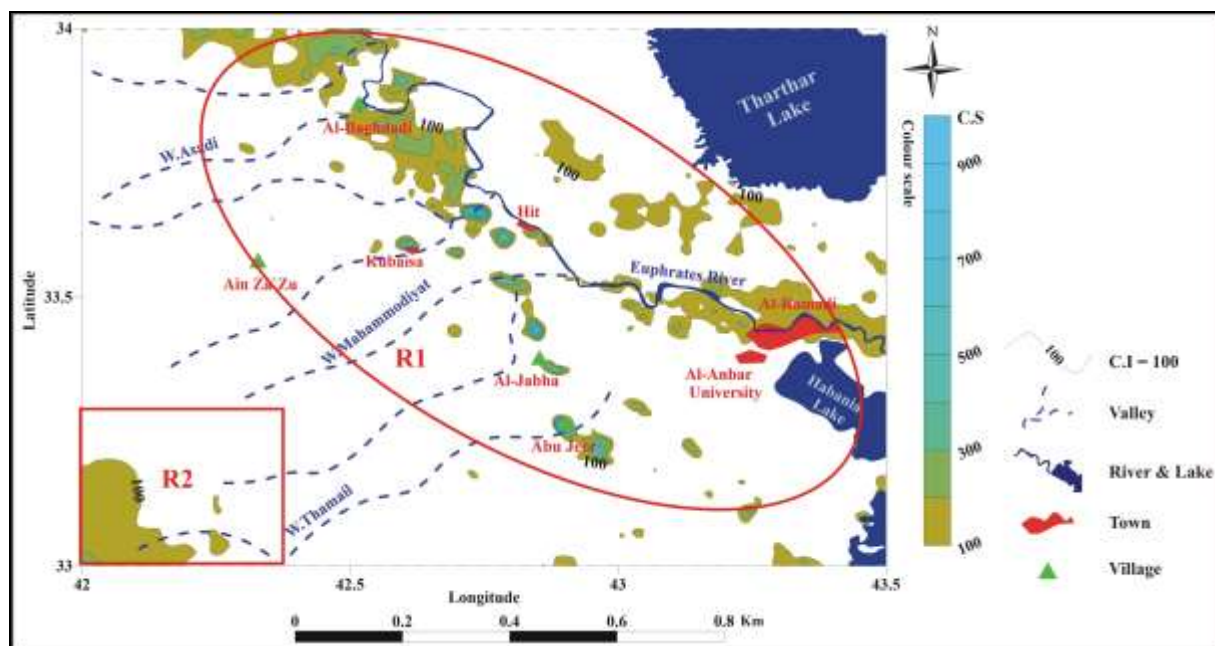 N
34
33.5
33
Latitude
42
42.5
43
43.5
Longitude
0
0.2
0.4
0.6
0.8 Km
Tharthar
Lake
Al-Baghdadi
100
W.Asadi
100
100
Hit
Kubaisa
Ain Za'Zu
Euphrates River
Al-Ramadi
W.Mahammodiyat
R1
Al-Jabha
Al-Anbar
University
Habania
Lake
Abu Jeer
100
R2
100
W.Thamail
C.S
Colour scale
900
700
500
300
100
100
C.I = 100
Valley
River & Lake
Town
Village